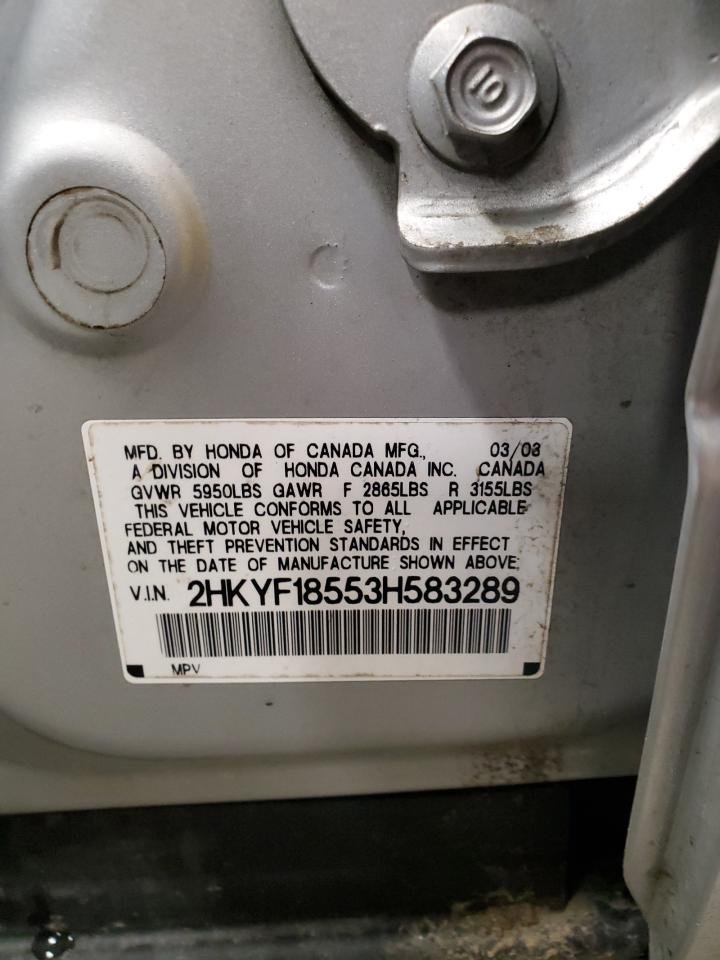 10
MFD. BY HONDA OF CANADA MFG., 03/03
A DIVISION OF HONDA CANADA INC. CANADA
GVWR 5950LBS GAWR F 2865LBS R 3155LBS
THIS VEHICLE CONFORMS TO ALL APPLICABLE
FEDERAL MOTOR VEHICLE SAFETY,
AND THEFT PREVENTION STANDARDS IN EFFECT
ON THE DATE OF MANUFACTURE SHOWN ABOVE;
V.I.N. 2HKYF18553H583289
MPV